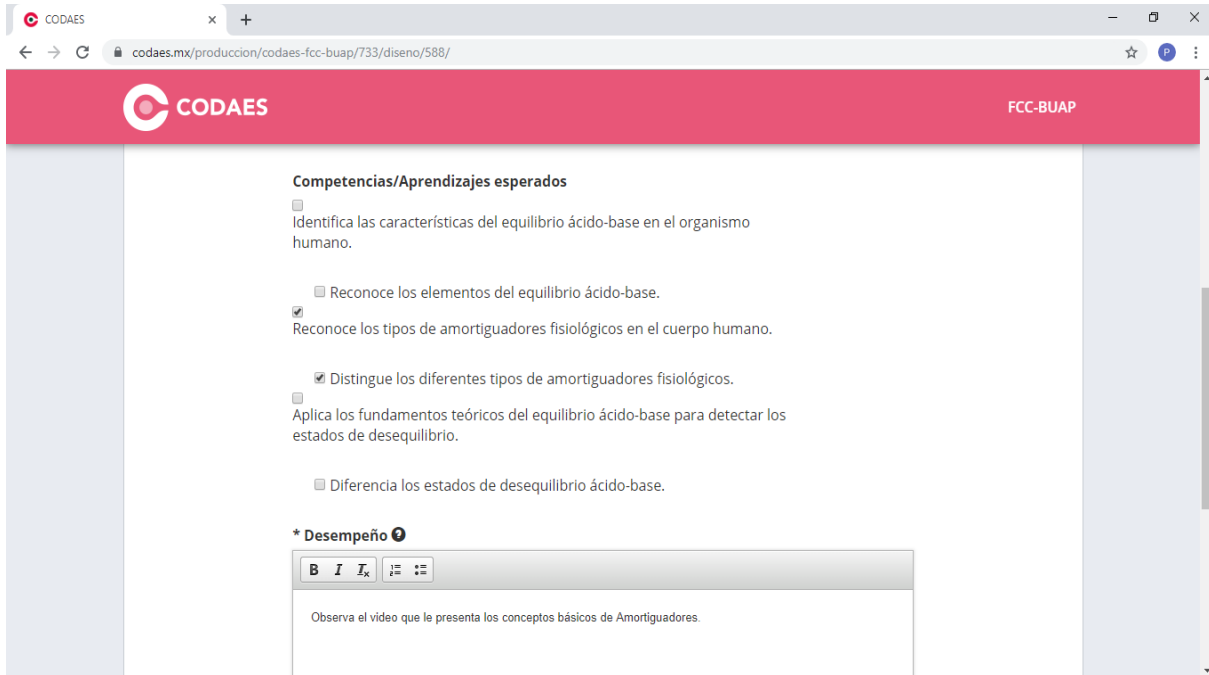 CODAES
codaes.mx/produccion/codaes-fcc-buap/733/diseno/588/
P
CODAES
FCC-BUAP
Competencias/Aprendizajes esperados
Identifica las características del equilibrio ácido-base en el organismo
humano.
Reconoce los elementos del equilibrio ácido-base.
Reconoce los tipos de amortiguadores fisiológicos en el cuerpo humano.
Distingue los diferentes tipos de amortiguadores fisiológicos.
Aplica los fundamentos teóricos del equilibrio ácido-base para detectar los
estados de desequilibrio.
Diferencia los estados de desequilibrio ácido-base.
* Desempeño ?
B I Ix
Observa el video que le presenta los conceptos básicos de Amortiguadores.